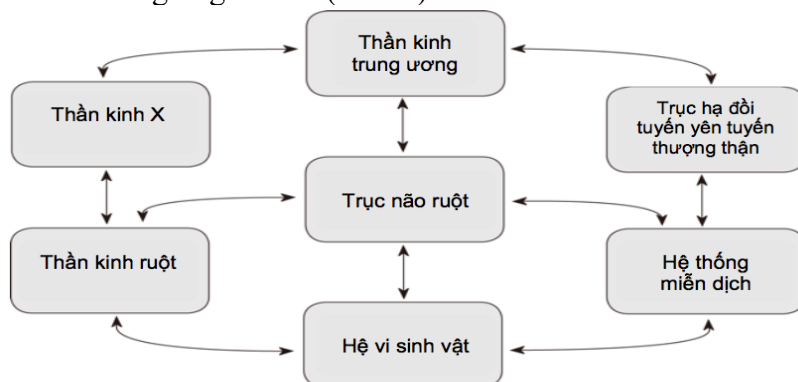 Thần kinh
trung ương
Thần kinh X
Trục hạ đồi
tuyến yên tuyến
thượng thận
Trục não ruột
Thần kinh ruột
Hệ thống
miễn dịch
Hệ vi sinh vật